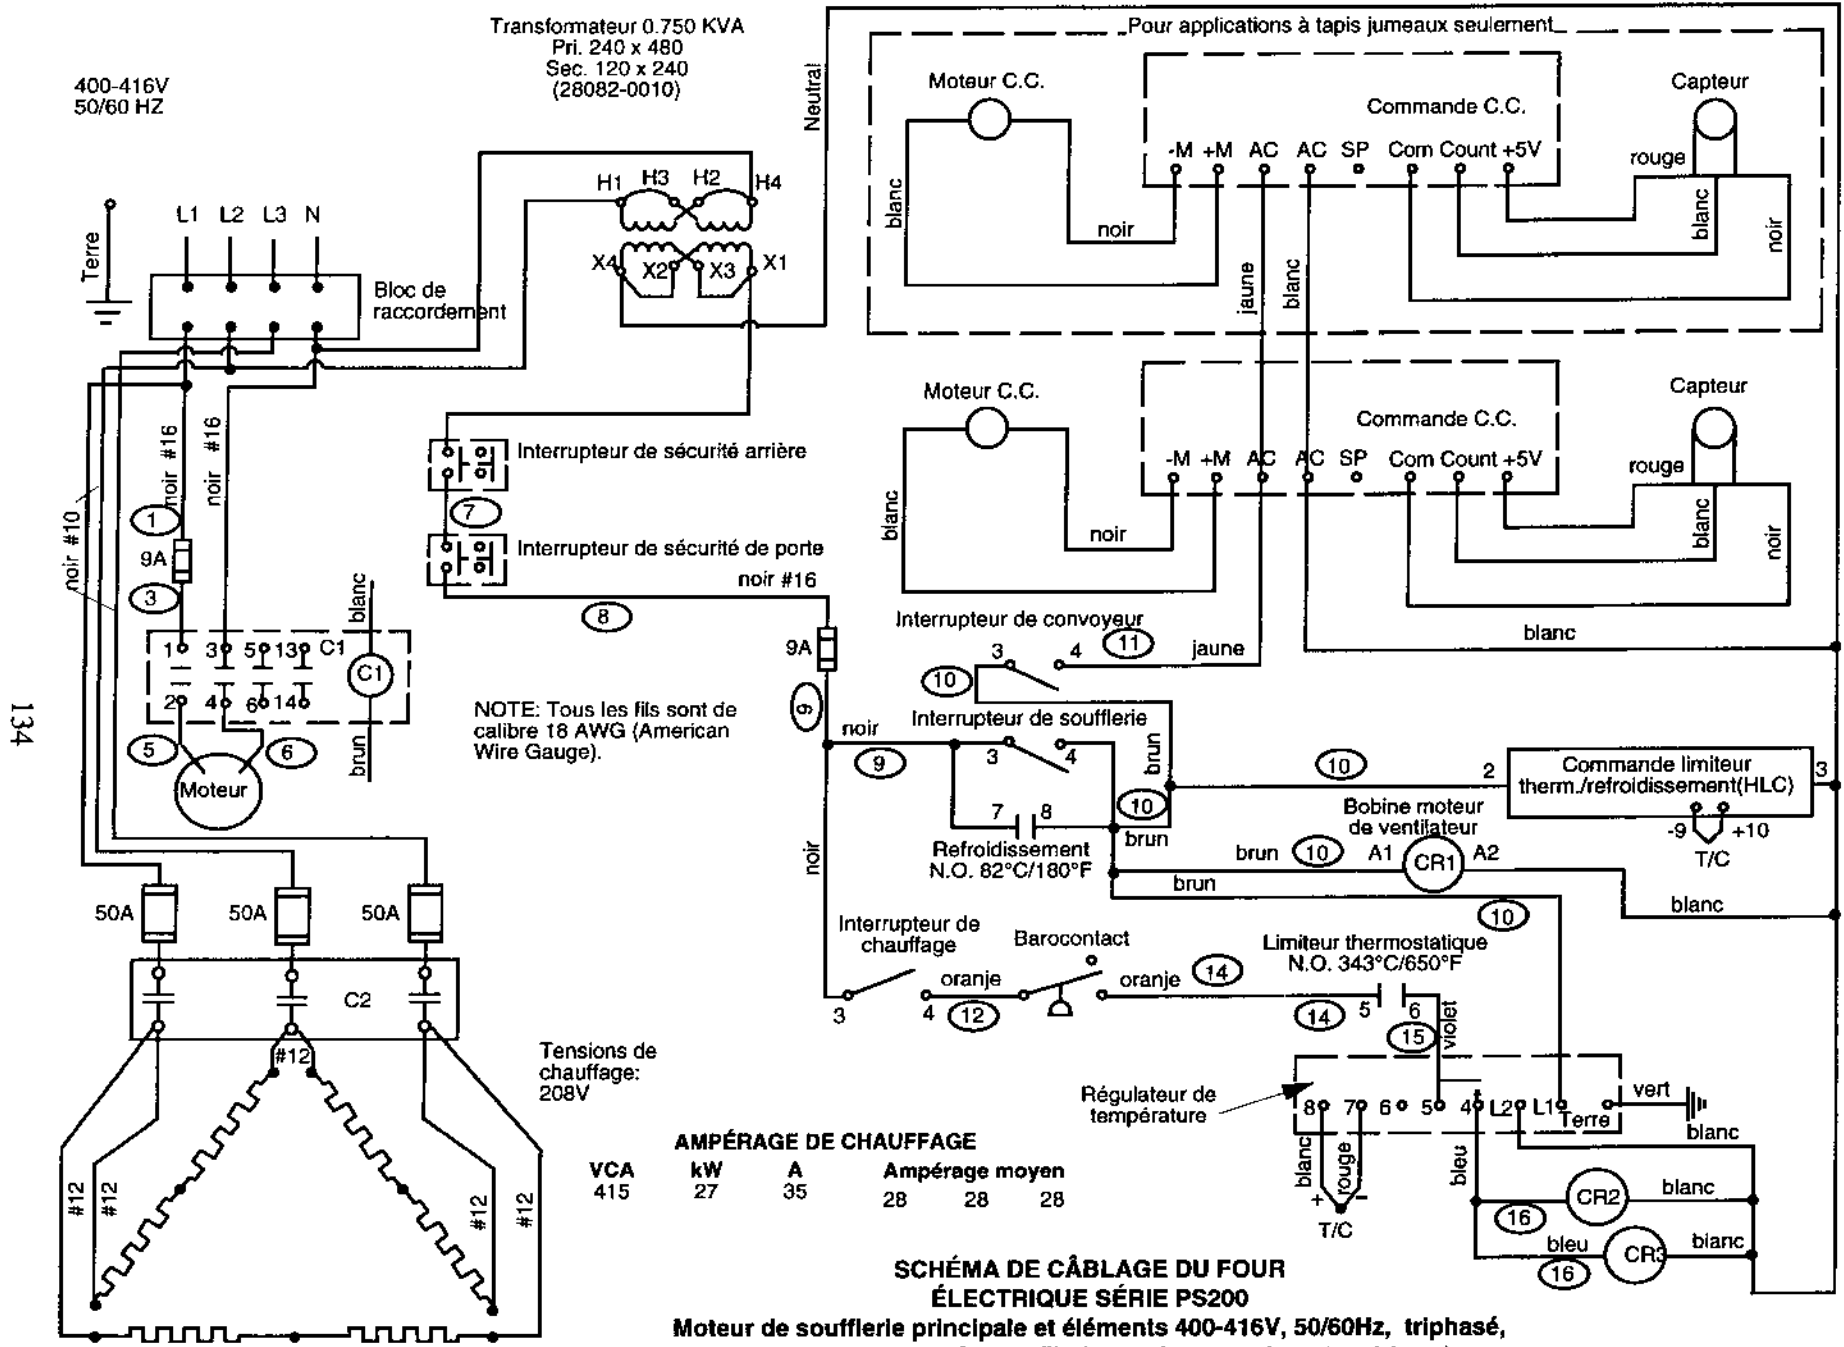 Transformateur 0.750 KVA
Pri. 240 x 480
Sec. 120 x 240
(28082-0010)
400-416V
50/60 HZ
Neutral
Pour applications à tapis jumeaux seulement
Moteur C.C.
Commande C.C.
Capteur
-M +M AC AC SP Com Count +5V
rouge
blanc
noir
blanc
noir
jaune
blanc
H1 H3 H2 H4
X4 X2 X3 X1
Terre
L1 L2 L3 N
Bloc de
raccordement
Moteur C.C.
Commande C.C.
Capteur
-M +M AC AC SP Com Count +5V
rouge
blanc
noir
blanc
noir
Interrupteur de sécurité arrière
7
Interrupteur de sécurité de porte
noir #16
8
noir #10
noir #16
noir #16
1
9A
3
blanc
1 3 5 13 C1
C1
2 4 6 14
5
6
brun
Moteur
134
NOTE: Tous les fils sont de
calibre 18 AWG (American
Wire Gauge).
9A
9
Interrupteur de convoyeur
3 4 11
jaune
blanc
10
Interrupteur de soufflerie
noir
9
3 4
brun
10
7 8
brun
Refroidissement
N.O. 82°C/180°F
10
2
Commande limiteur
therm./refroidissement(HLC)
3
-9 +10
T/C
Bobine moteur
de ventilateur
brun 10 A1 CR1 A2
brun
10
blanc
noir
50A 50A 50A
C2
#12
Interrupteur de
chauffage
Barocontact
oranje
oranje
14
3 4 12
Limiteur thermostatique
N.O. 343°C/650°F
14 5 6
15
violet
Tensions de
chauffage:
208V
#12 #12 #12 #12
Régulateur de
température
8 7 6 5 4 L2 L1 Terre
vert
blanc
blanc
rouge
+ -
T/C
bleu
CR2
blanc
16
bleu
CR3
blanc
16
AMPÉRAGE DE CHAUFFAGE
VCA kW A Ampérage moyen
415 27 35 28 28 28
SCHÉMA DE CÂBLAGE DU FOUR
ÉLECTRIQUE SÉRIE PS200
Moteur de soufflerie principale et éléments 400-416V, 50/60Hz, triphasé,